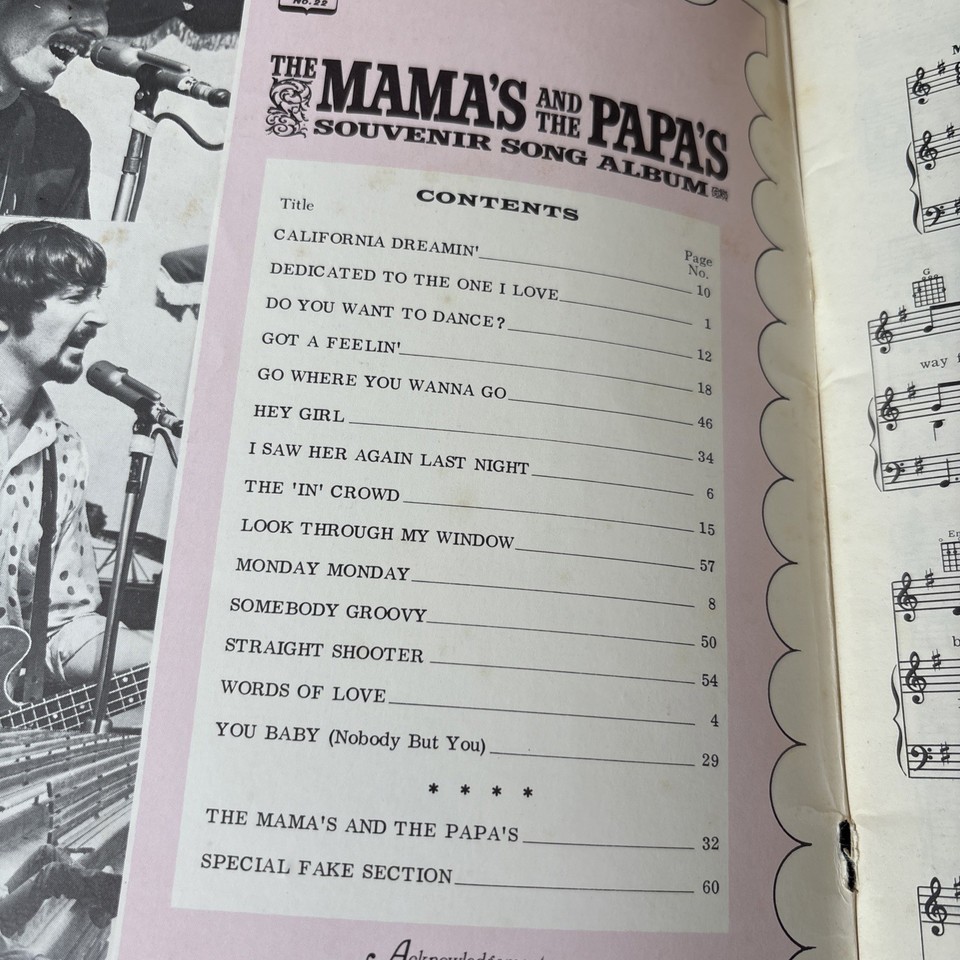 No.22
THE MAMA'S AND THE PAPA'S
SOUVENIR SONG ALBUM
CONTENTS
Title Page No.
CALIFORNIA DREAMIN' 10
DEDICATED TO THE ONE I LOVE 1
DO YOU WANT TO DANCE? 12
GOT A FEELIN' 18
GO WHERE YOU WANNA GO 46
HEY GIRL 34
I SAW HER AGAIN LAST NIGHT 6
THE 'IN' CROWD 15
LOOK THROUGH MY WINDOW 57
MONDAY MONDAY 8
SOMEBODY GROOVY 50
STRAIGHT SHOOTER 54
WORDS OF LOVE 4
YOU BABY (Nobody But You) 29
* * * *
THE MAMA'S AND THE PAPA'S 32
SPECIAL FAKE SECTION 60
G
way